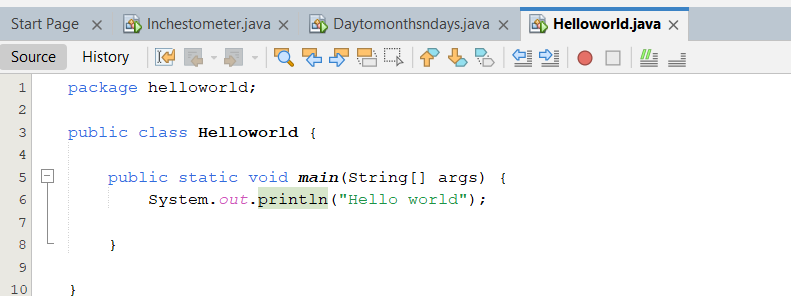 Start Page Inchestometer.java Daytomonthsndays.java Helloworld.java
Source History
1 package helloworld;
2
3 public class Helloworld {
4
5 public static void main(String[] args) {
6 System.out.println("Hello world");
7
8 }
9
10 }